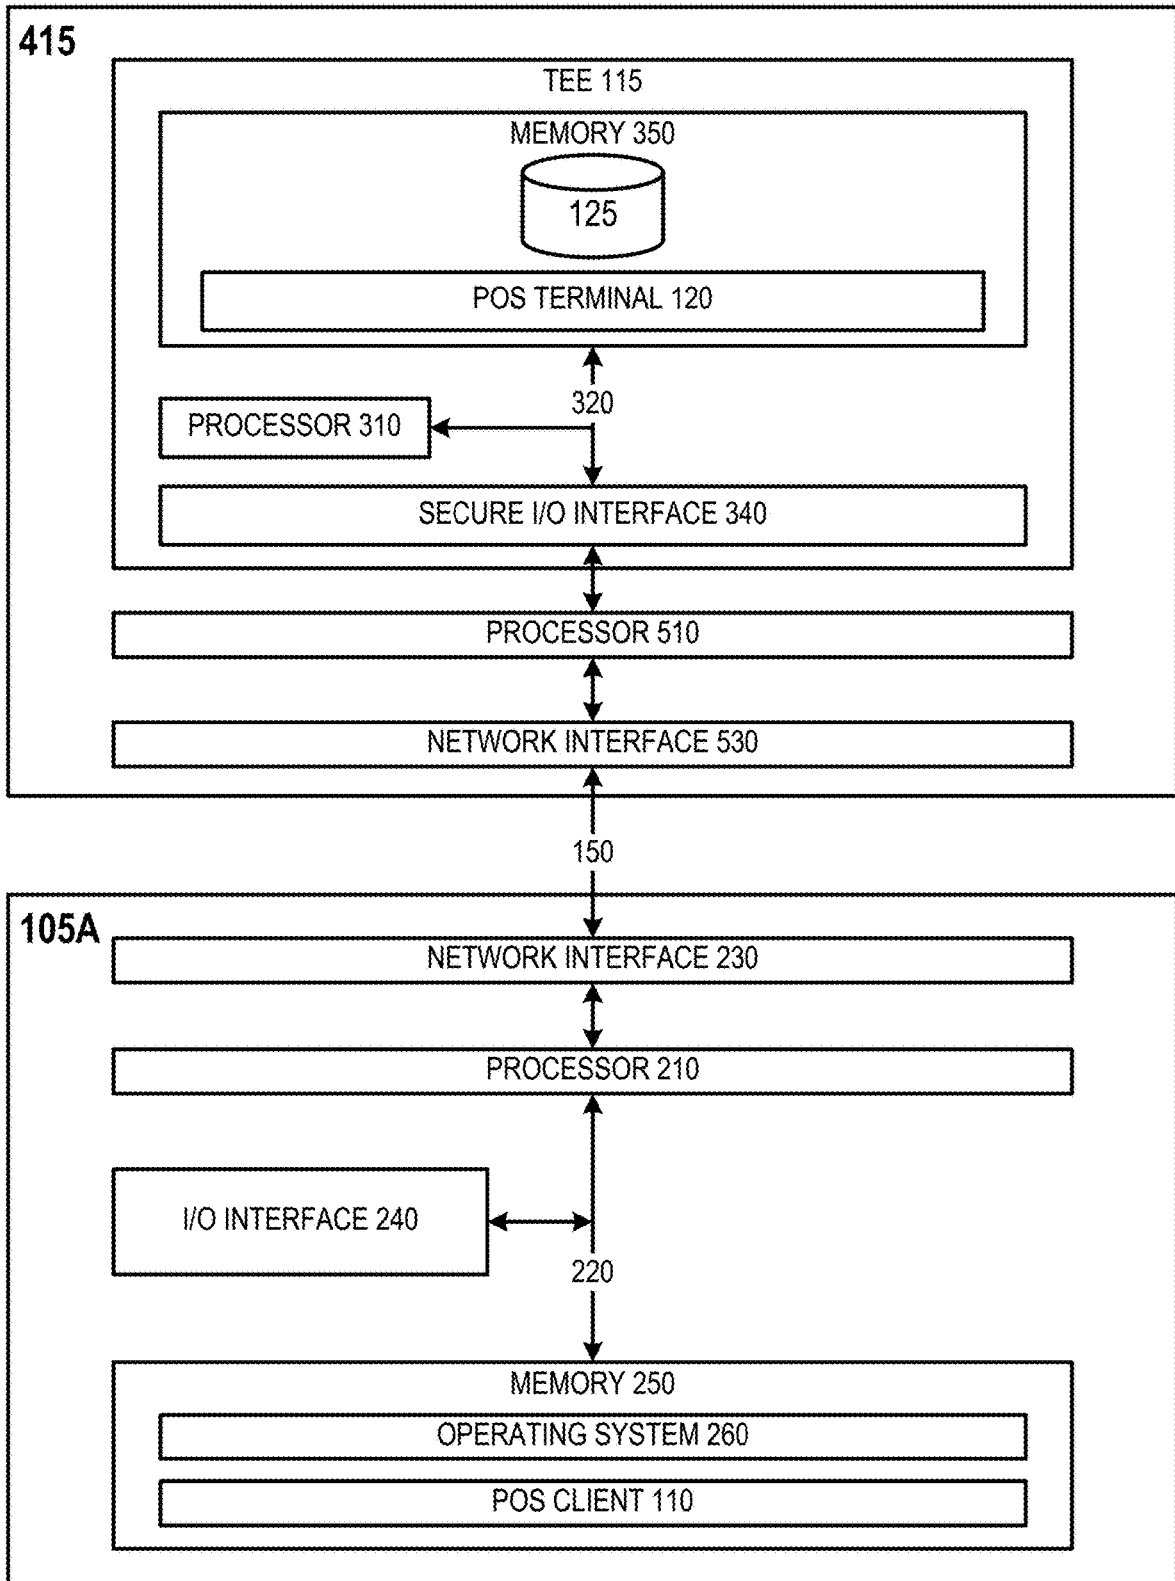 415
TEE 115
MEMORY 350
125
POS TERMINAL 120
320
PROCESSOR 310
SECURE I/O INTERFACE 340
PROCESSOR 510
NETWORK INTERFACE 530
150
105A
NETWORK INTERFACE 230
PROCESSOR 210
I/O INTERFACE 240
220
MEMORY 250
OPERATING SYSTEM 260
POS CLIENT 110